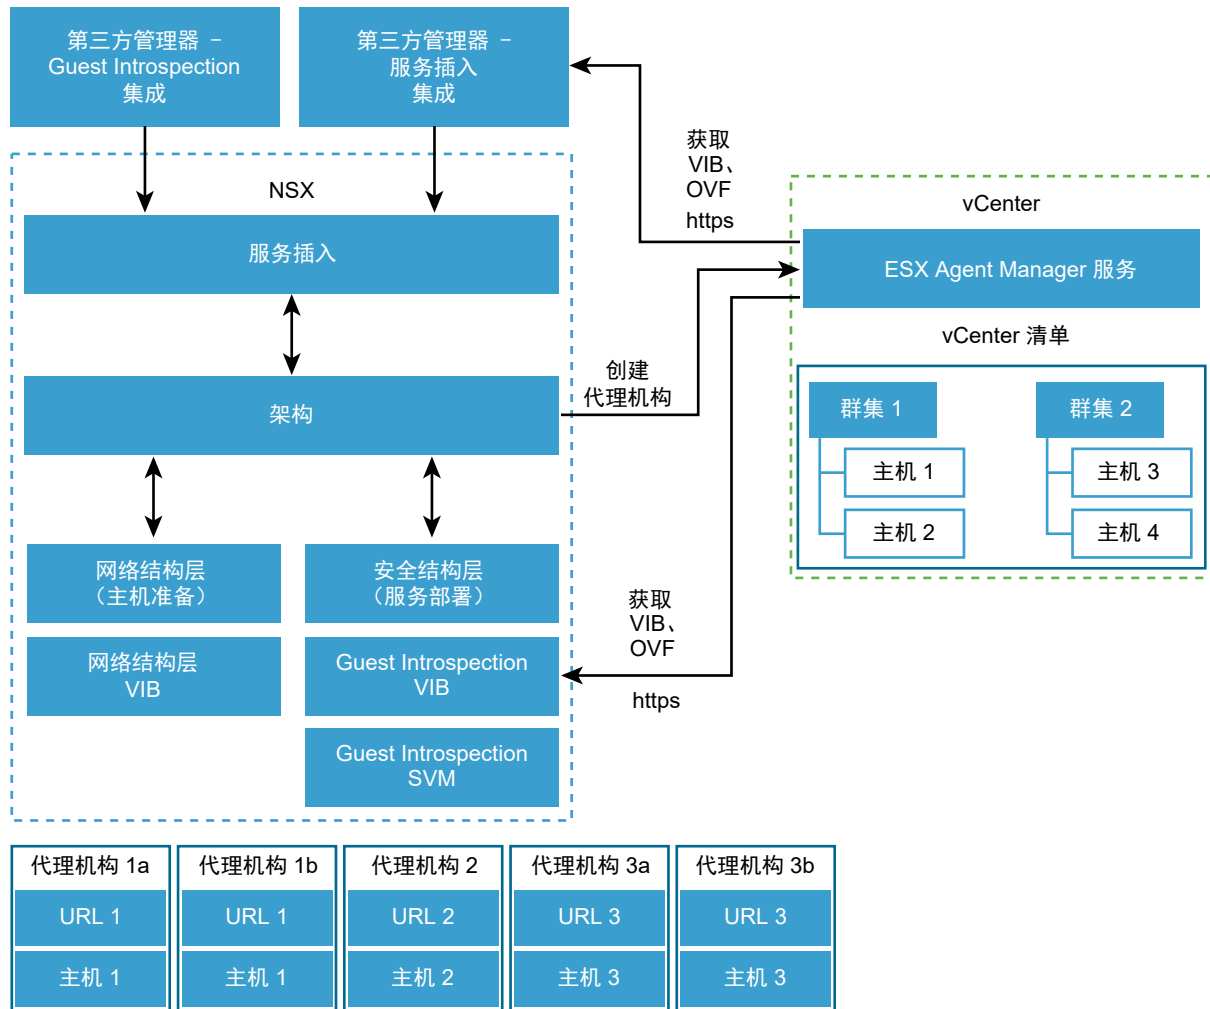 第三方管理器 －
Guest Introspection
集成
第三方管理器 －
服务插入
集成
获取
VIB、
OVF
https
NSX
服务插入
架构
创建
代理机构
网络结构层
（主机准备）
安全结构层
（服务部署）
网络结构层
VIB
Guest Introspection
VIB
Guest Introspection
SVM
获取
VIB、
OVF
https
vCenter
ESX Agent Manager 服务
vCenter 清单
群集 1
主机 1
主机 2
群集 2
主机 3
主机 4
代理机构 1a
URL 1
主机 1
代理机构 1b
URL 1
主机 1
代理机构 2
URL 2
主机 2
代理机构 3a
URL 3
主机 3
代理机构 3b
URL 3
主机 3